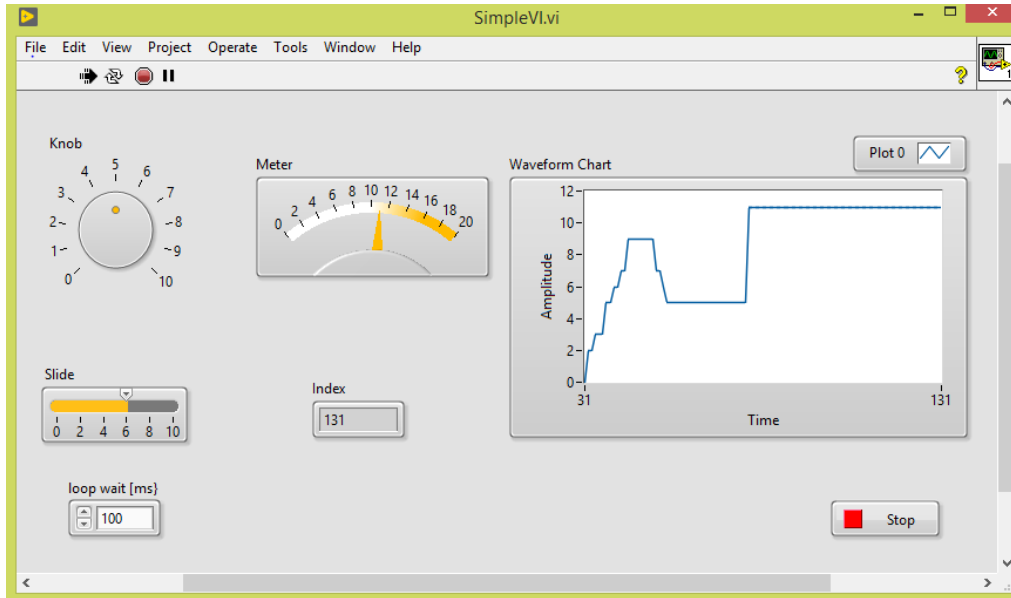 SimpleVI.vi
File Edit View Project Operate Tools Window Help
?
1
Knob
0 1 2 3 4 5 6 7 8 9 10
Meter
0 2 4 6 8 10 12 14 16 18 20
Waveform Chart
Plot 0
Amplitude
12
10
8
6
4
2
0
31 131
Time
Slide
0 2 4 6 8 10
Index
131
loop wait [ms}
100
Stop